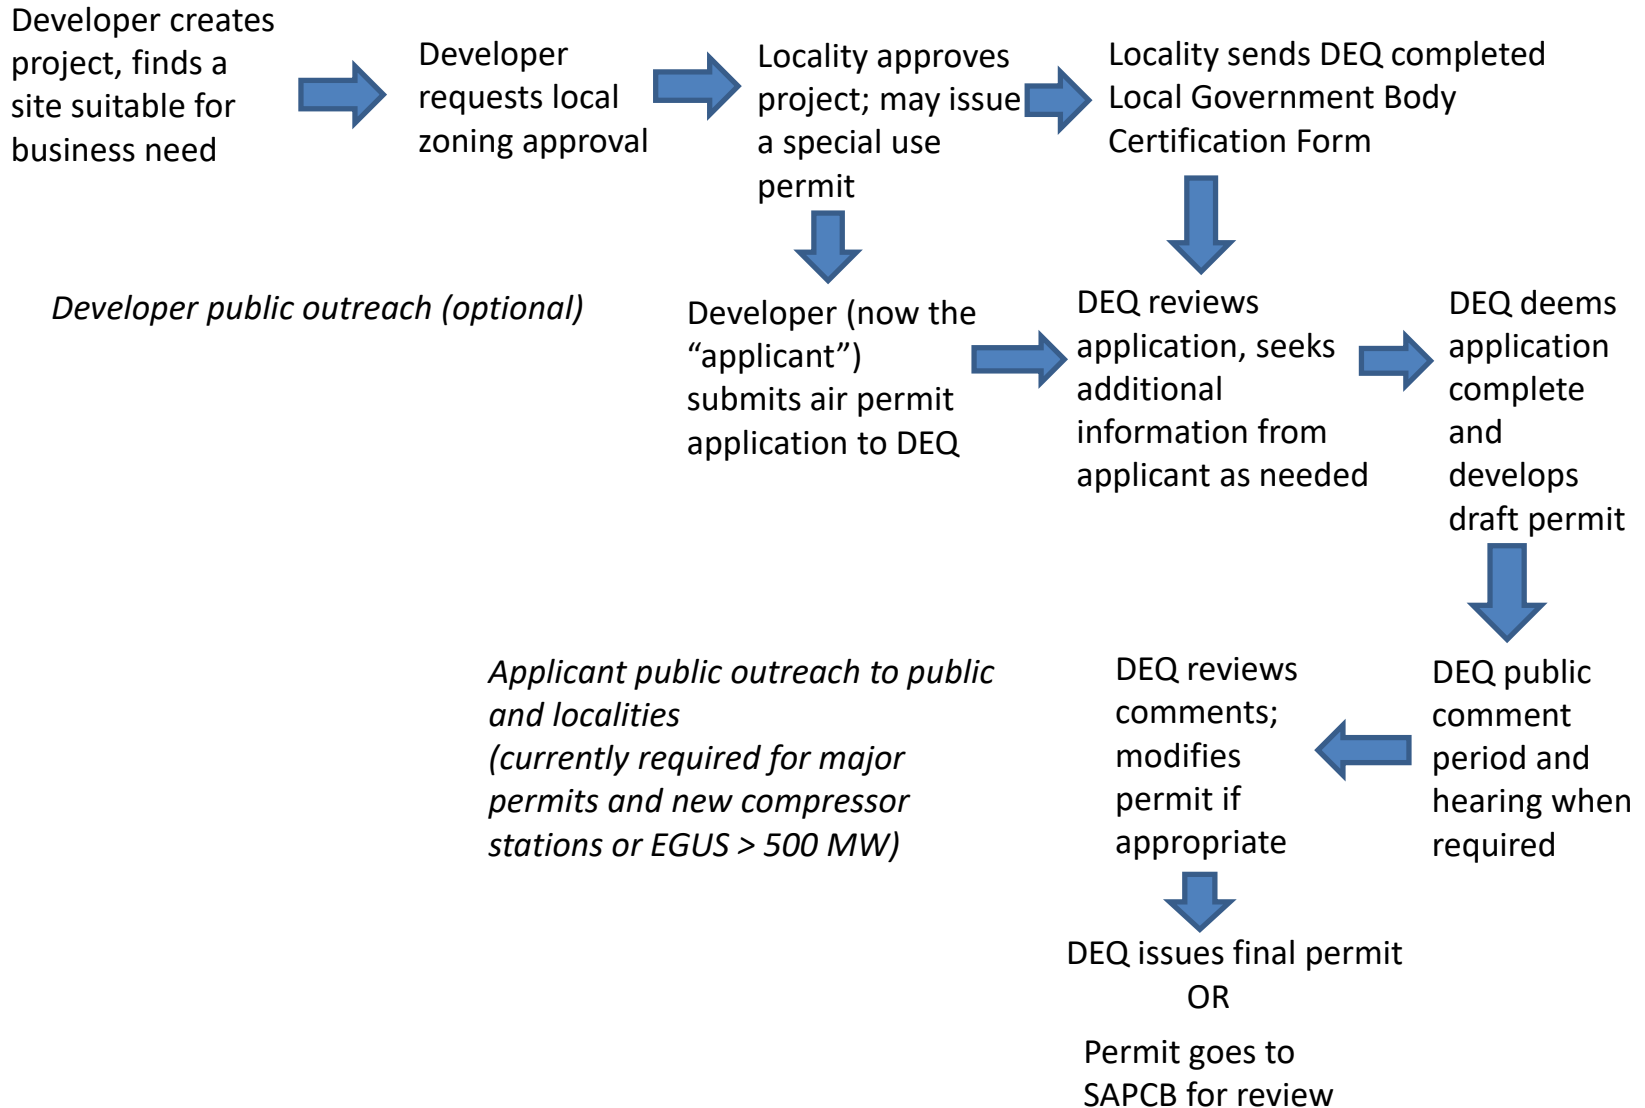 Developer creates
project, finds a
site suitable for
business need
Developer
requests local
zoning approval
Locality approves
project; may issue
a special use
permit
Locality sends DEQ completed
Local Government Body
Certification Form
Developer public outreach (optional)
Developer (now the
“applicant”)
submits air permit
application to DEQ
DEQ reviews
application, seeks
additional
information from
applicant as needed
DEQ deems
application
complete
and
develops
draft permit
Applicant public outreach to public
and localities
(currently required for major
permits and new compressor
stations or EGUS > 500 MW)
DEQ reviews
comments;
modifies
permit if
appropriate
DEQ public
comment
period and
hearing when
required
DEQ issues final permit
OR
Permit goes to
SAPCB for review